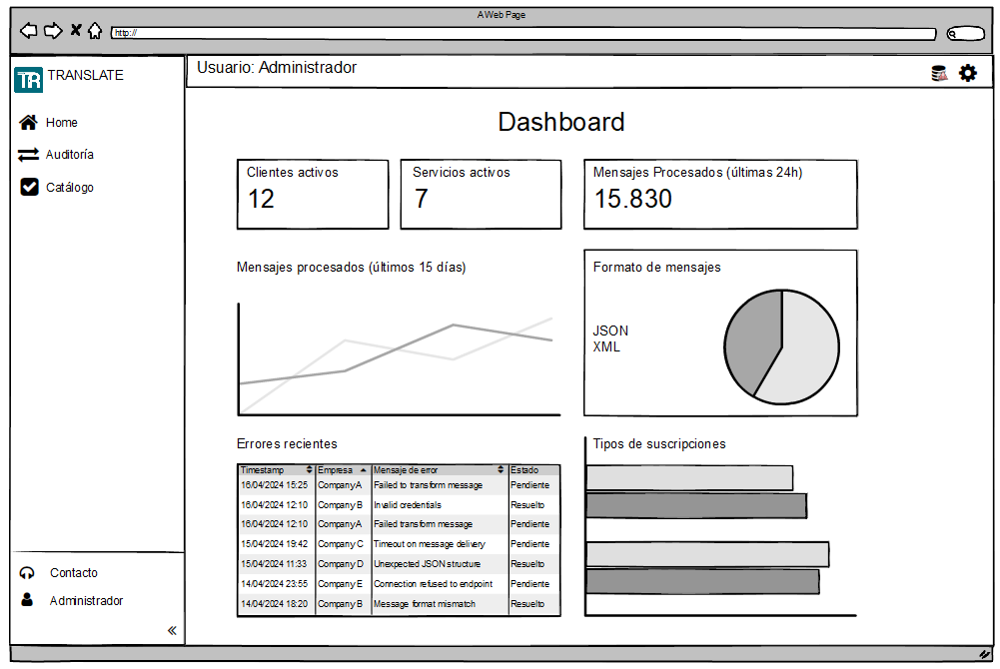 A Web Page
http://
TR TRANSLATE
Usuario: Administrador
Home
Auditoría
Catálogo
Contacto
Administrador
Dashboard
Clientes activos
12
Servicios activos
7
Mensajes Procesados (últimas 24h)
15.830
Mensajes procesados (últimos 15 días)
Formato de mensajes
JSON
XML
Errores recientes
Timestamp Empresa Mensaje de error Estado
16/04/2024 15:25 Company A Failed to transform message Pendiente
16/04/2024 12:10 Company B Invalid credentials Resuelto
16/04/2024 12:10 Company A Failed transform message Pendiente
15/04/2024 19:42 Company C Timeout on message delivery Pendiente
15/04/2024 11:33 Company D Unexpected JSON structure Resuelto
14/04/2024 23:55 Company E Connection refused to endpoint Pendiente
14/04/2024 18:20 Company B Message format mismatch Resuelto
Tipos de suscripciones